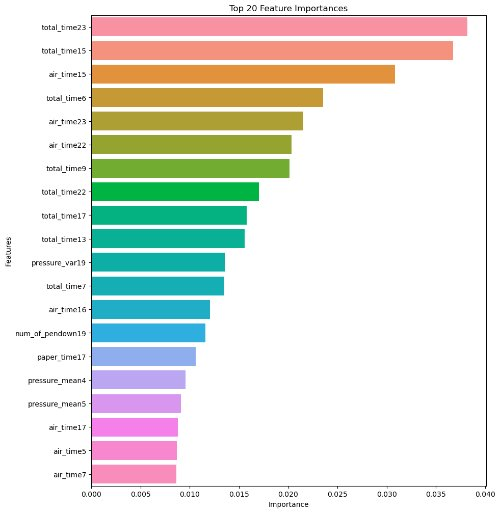 Top 20 Feature Importances
total_time23
total_time15
air_time15
total_time6
air_time23
air_time22
total_time9
total_time22
total_time17
total_time13
pressure_var19
total_time7
air_time16
num_of_pendown19
paper_time17
pressure_mean4
pressure_mean5
air_time17
air_time5
air_time7
Features
0.000 0.005 0.010 0.015 0.020 0.025 0.030 0.035 0.040
Importance